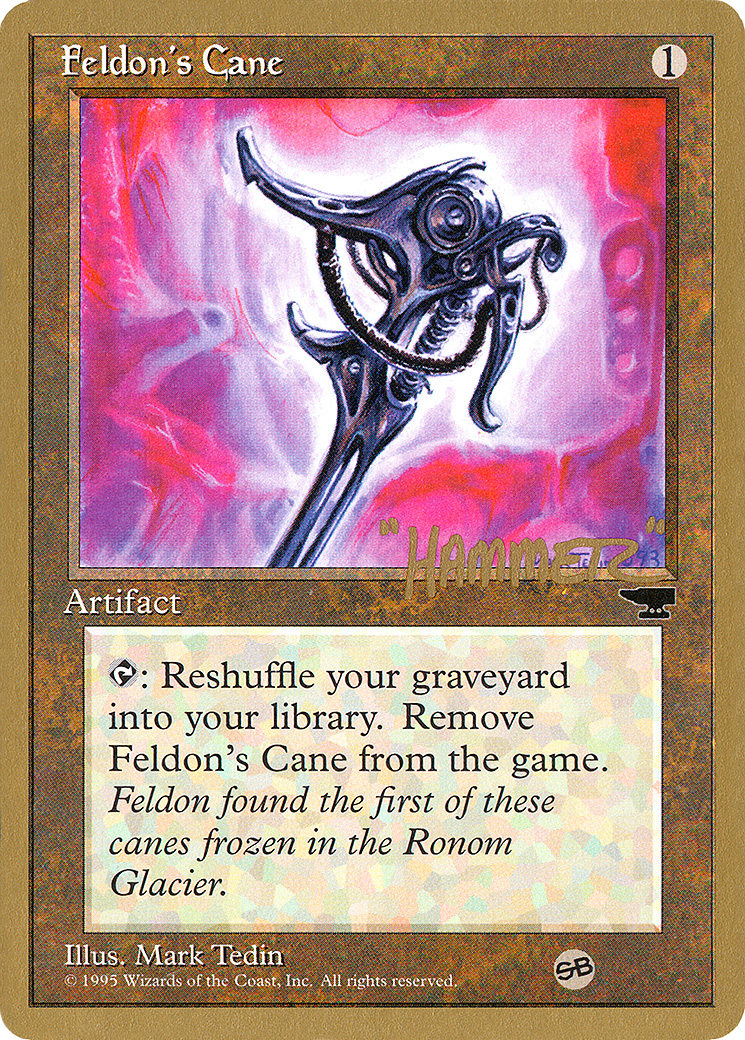 Feldon's Cane
1
"HAMMER"
Artifact
: Reshuffle your graveyard
into your library. Remove
Feldon's Cane from the game.
Feldon found the first of these
canes frozen in the Ronom
Glacier.
Illus. Mark Tedin
SB
© 1995 Wizards of the Coast, Inc. All rights reserved.